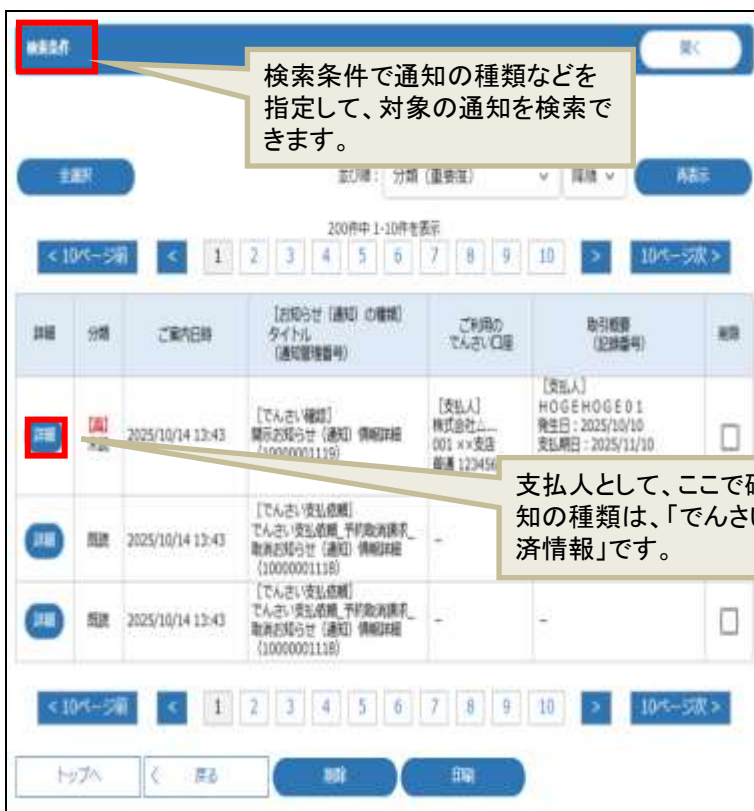 検索条件
開く
検索条件で通知の種類などを
指定して、対象の通知を検索で
きます。
全選択
並び順： 分類（重要度）
降順
再表示
200件中 1-10件を表示
< 10ページ前 < 1 2 3 4 5 6 7 8 9 10 > 10ページ次 >
詳細 分類 ご案内日時 [お知らせ（通知）の種類] タイトル （通知管理番号） ご利用の でんさい口座 取引概要 （記録番号） 削除
詳細
[高]
未読
2025/10/14 13:43
[でんさい確認]
開示お知らせ（通知）情報詳細
（10000001119）
[支払人]
株式会社△
001 ××支店
普通 123456
[支払人]
HOGEHOGE01
発生日：2025/10/10
支払期日：2025/11/10
支払人として、ここで
知の種類は、「でんさ
済情報」です。
詳細 既読 2025/10/14 13:43
[でんさい支払依頼]
でんさい支払依頼_予約取消請求_
取消お知らせ（通知）情報詳細
（10000001118）
-
詳細 既読 2025/10/14 13:43
[でんさい支払依頼]
でんさい支払依頼_予約取消請求_
取消お知らせ（通知）情報詳細
（10000001118）
-
-
< 10ページ前 < 1 2 3 4 5 6 7 8 9 10 > 10ページ次 >
トップへ
< 戻る
削除
印刷